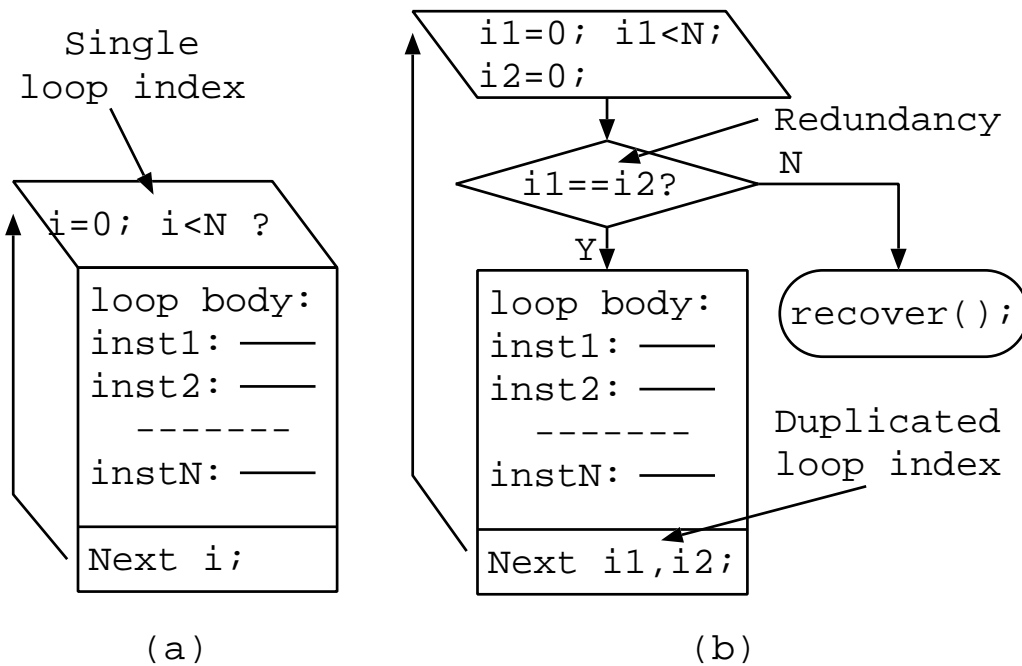 Single
loop index
i=0; i<N ?
loop body:
inst1:
inst2:
-------
instN:
Next i;
(a)
i1=0; i1<N;
i2=0;
Redundancy
i1==i2?
N
Y
recover();
loop body:
inst1:
inst2:
-------
instN:
Duplicated
loop index
Next i1,i2;
(b)